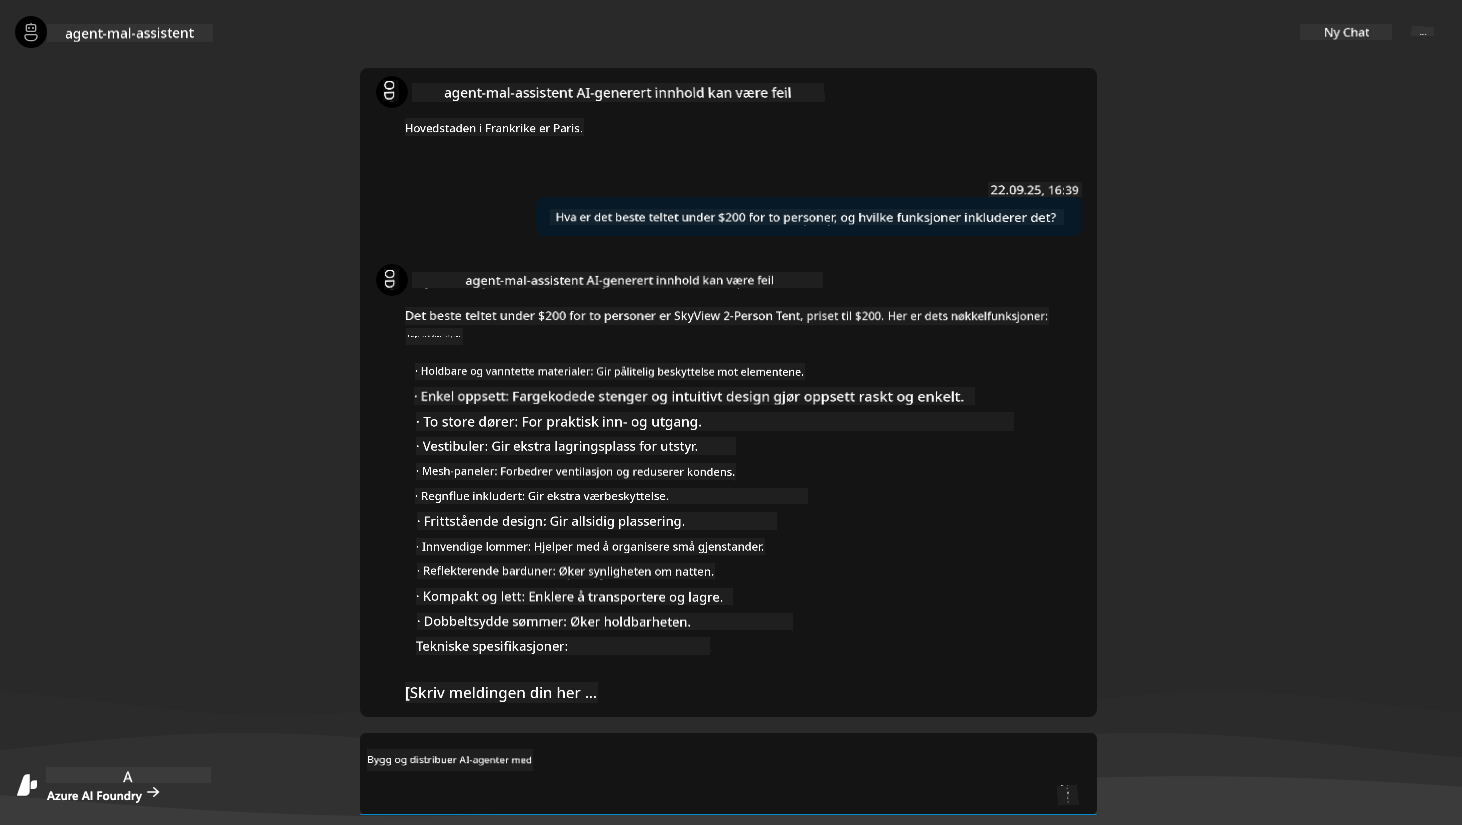 agent-mal-assistent
Ny Chat
...
agent-mal-assistent AI-generert innhold kan være feil
Hovedstaden i Frankrike er Paris.
22.09.25, 16:39
Hva er det beste teltet under $200 for to personer, og hvilke funksjoner inkluderer det?
agent-mal-assistent AI-generert innhold kan være feil
Det beste teltet under $200 for to personer er SkyView 2-Person Tent, priset til $200. Her er dets nøkkelfunksjoner:
· Holdbare og vanntette materialer: Gir pålitelig beskyttelse mot elementene.
· Enkel oppsett: Fargekodede stenger og intuitivt design gjør oppsett raskt og enkelt.
· To store dører: For praktisk inn- og utgang.
· Vestibuler: Gir ekstra lagringsplass for utstyr.
· Mesh-paneler: Forbedrer ventilasjon og reduserer kondens.
· Regnflue inkludert: Gir ekstra værbeskyttelse.
· Frittstående design: Gir allsidig plassering.
· Innvendige lommer: Hjelper med å organisere små gjenstander.
· Reflekterende barduner: Øker synligheten om natten.
· Kompakt og lett: Enklere å transportere og lagre.
· Dobbeltsydde sømmer: Øker holdbarheten.
Tekniske spesifikasjoner:
[Skriv meldingen din her ...
Bygg og distribuer AI-agenter med
A
Azure AI Foundry →